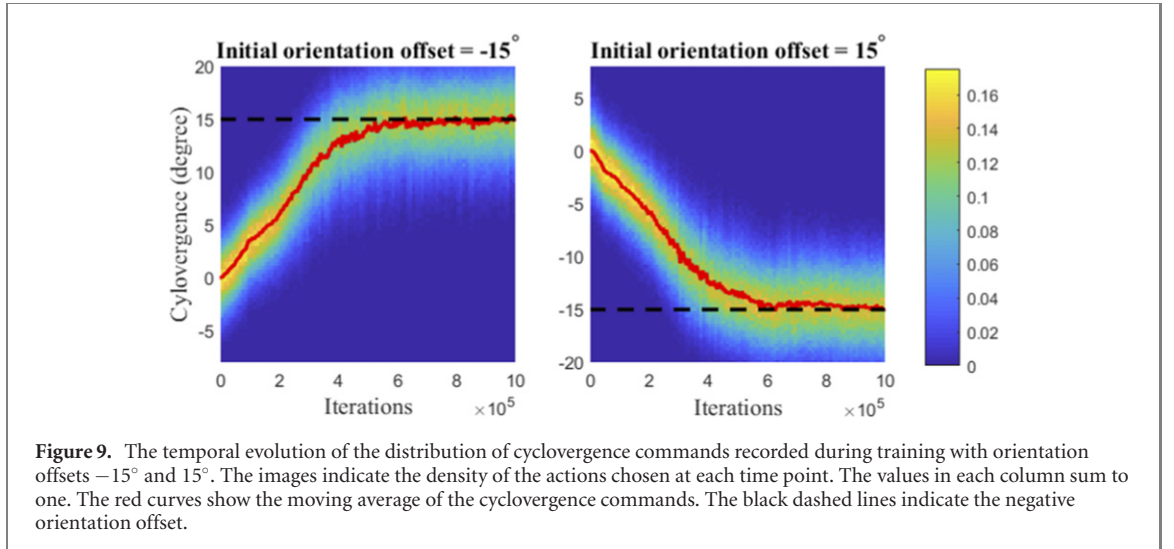 Initial orientation offset = -15°
Initial orientation offset = 15°
Cylovergence (degree)
20
15
10
5
0
-5
0 2 4 6 8 10
Iterations
×10⁵
5
0
-5
-10
-15
-20
0 2 4 6 8 10
Iterations
×10⁵
0.16
0.14
0.12
0.1
0.08
0.06
0.04
0.02
0
Figure 9. The temporal evolution of the distribution of cyclovergence commands recorded during training with orientation
offsets −15° and 15°. The images indicate the density of the actions chosen at each time point. The values in each column sum to
one. The red curves show the moving average of the cyclovergence commands. The black dashed lines indicate the negative
orientation offset.